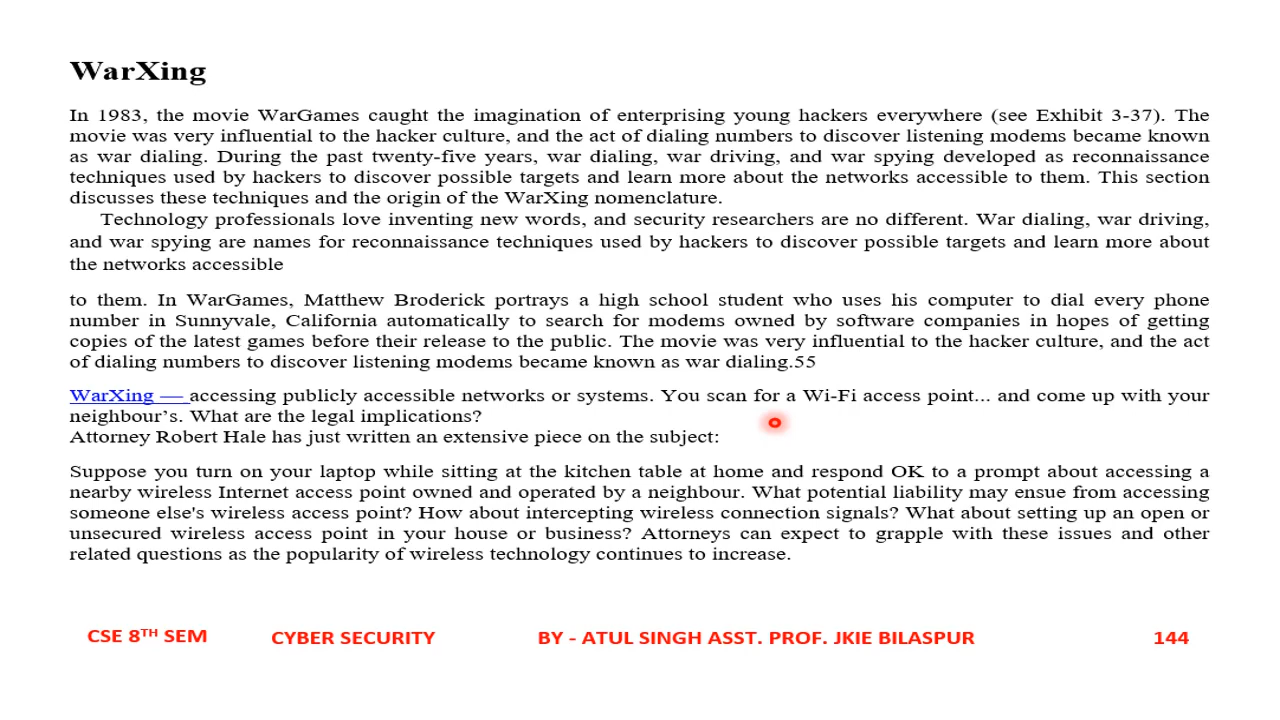 WarXing
In 1983, the movie WarGames caught the imagination of enterprising young hackers everywhere (see Exhibit 3-37). The
movie was very influential to the hacker culture, and the act of dialing numbers to discover listening modems became known
as war dialing. During the past twenty-five years, war dialing, war driving, and war spying developed as reconnaissance
techniques used by hackers to discover possible targets and learn more about the networks accessible to them. This section
discusses these techniques and the origin of the WarXing nomenclature.
Technology professionals love inventing new words, and security researchers are no different. War dialing, war driving,
and war spying are names for reconnaissance techniques used by hackers to discover possible targets and learn more about
the networks accessible
to them. In WarGames, Matthew Broderick portrays a high school student who uses his computer to dial every phone
number in Sunnyvale, California automatically to search for modems owned by software companies in hopes of getting
copies of the latest games before their release to the public. The movie was very influential to the hacker culture, and the act
of dialing numbers to discover listening modems became known as war dialing.55
WarXing — accessing publicly accessible networks or systems. You scan for a Wi-Fi access point... and come up with your
neighbour's. What are the legal implications?
Attorney Robert Hale has just written an extensive piece on the subject:
Suppose you turn on your laptop while sitting at the kitchen table at home and respond OK to a prompt about accessing a
nearby wireless Internet access point owned and operated by a neighbour. What potential liability may ensue from accessing
someone else's wireless access point? How about intercepting wireless connection signals? What about setting up an open or
unsecured wireless access point in your house or business? Attorneys can expect to grapple with these issues and other
related questions as the popularity of wireless technology continues to increase.
CSE 8TH SEM CYBER SECURITY BY - ATUL SINGH ASST. PROF. JKIE BILASPUR 144